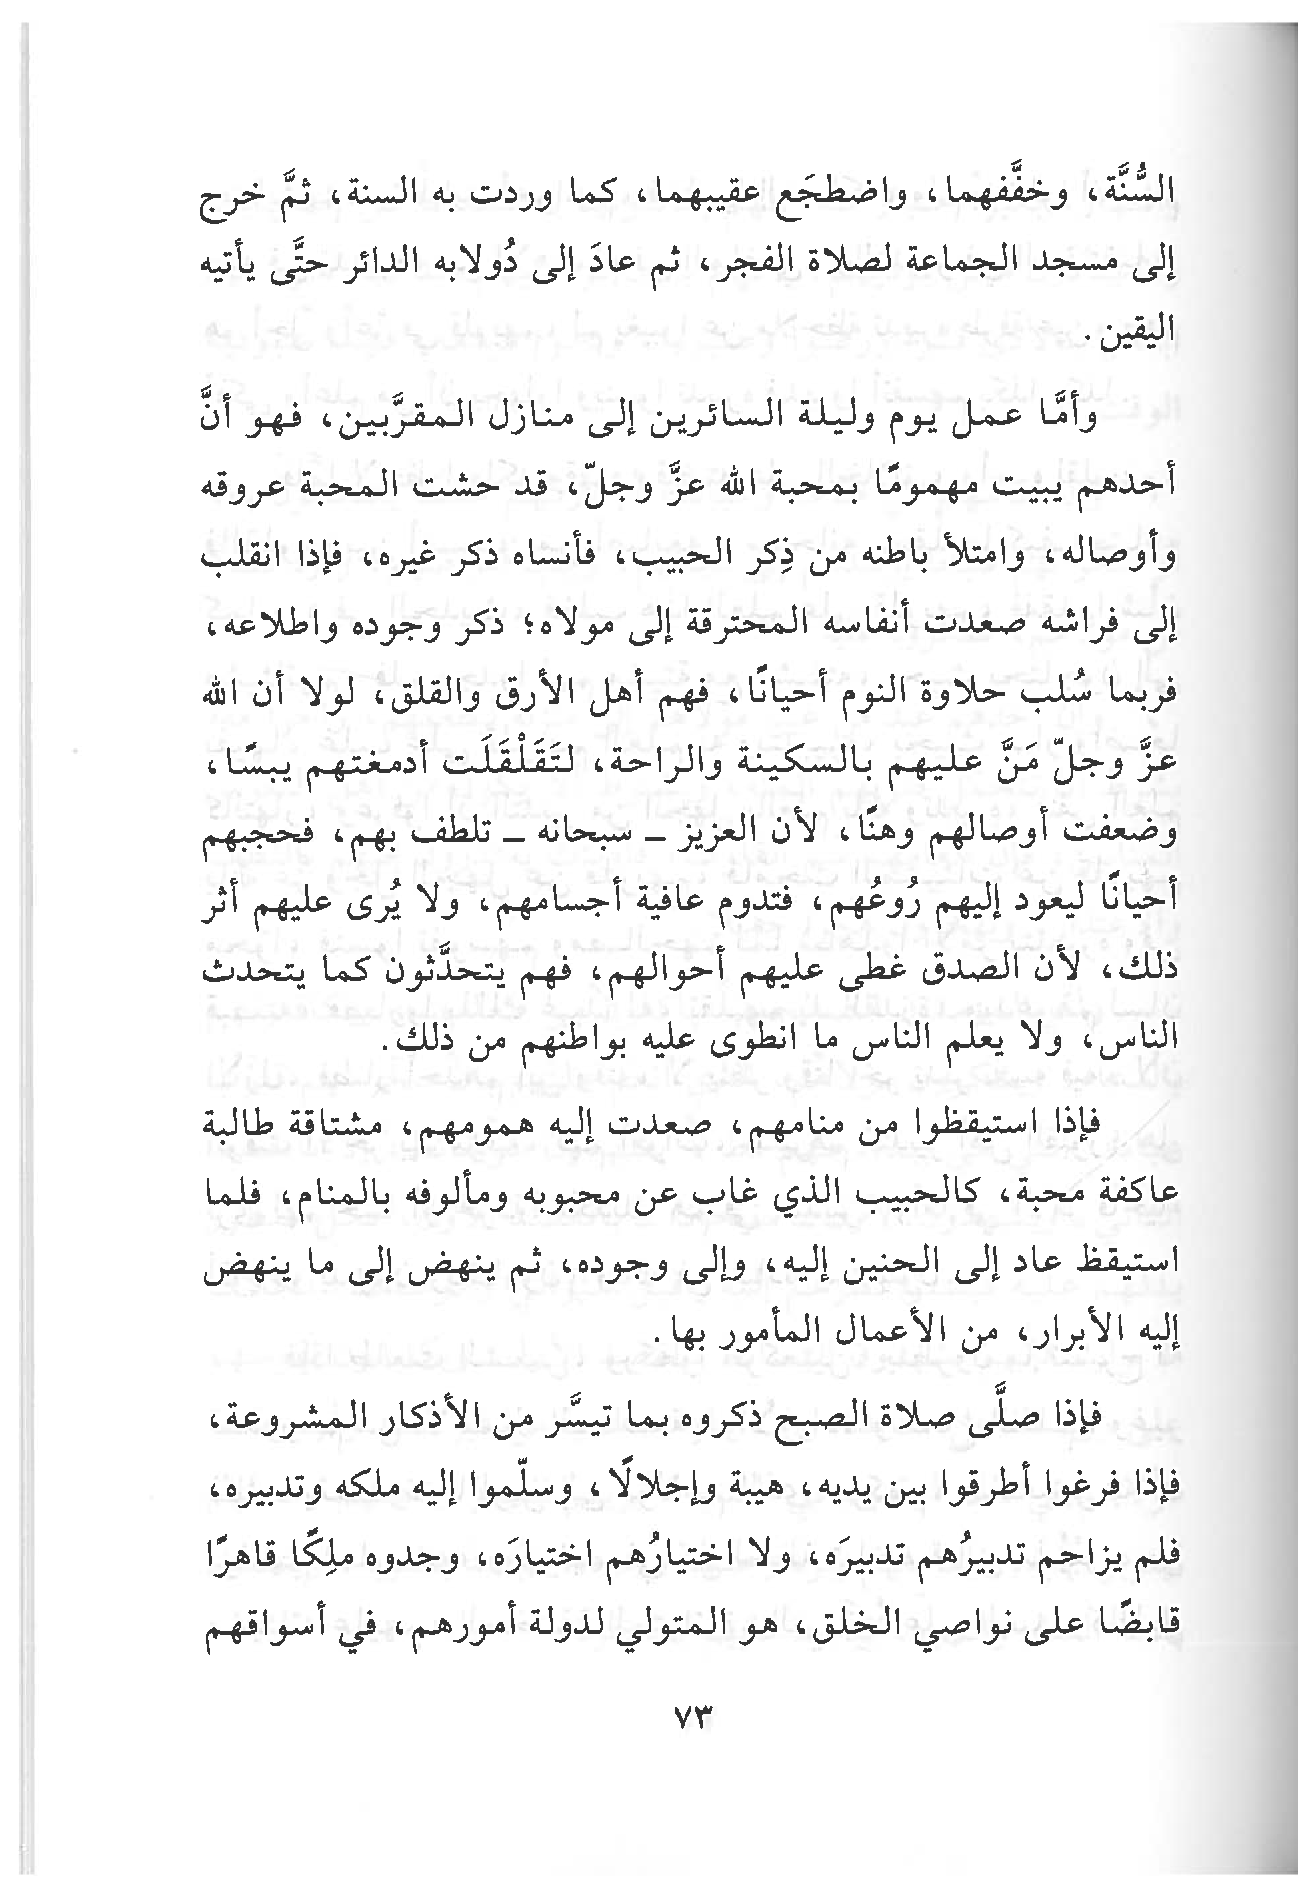 السُّنَّة، وخفَّفهما، واضطجَع عقيبهما، كما وردت به السنة، ثمَّ خرج
إلى مسجد الجماعة لصلاة الفجر، ثم عادَ إلى دُولابه الدائر حتَّى يأتيه
اليقين.
وأمَّا عمل يوم وليلة السائرين إلى منازل المقرَّبين، فهو أنَّ
أحدهم يبيت مهمومًا بمحبة الله عزَّ وجلّ، قد حشت المحبة عروقه
وأوصاله، وامتلأ باطنه من ذِكر الحبيب، فأنساه ذكر غيره، فإذا انقلب
إلى فراشه صعدت أنفاسه المحترقة إلى مولاه؛ ذكر وجوده واطلاعه،
فربما سُلب حلاوة النوم أحيانًا، فهم أهل الأرق والقلق، لولا أن الله
عزَّ وجلّ مَنَّ عليهم بالسكينة والراحة، لتَقَلْقَلَت أدمغتهم يبسًا،
وضعفت أوصالهم وهنًا، لأن العزيز - سبحانه - تلطف بهم، فحجبهم
أحيانًا ليعود إليهم رُوعُهم، فتدوم عافية أجسامهم، ولا يُرى عليهم أثر
ذلك، لأن الصدق غطى عليهم أحوالهم، فهم يتحدَّثون كما يتحدث
الناس، ولا يعلم الناس ما انطوى عليه بواطنهم من ذلك.
فإذا استيقظوا من منامهم، صعدت إليه همومهم، مشتاقة طالبة
عاكفة محبة، كالحبيب الذي غاب عن محبوبه ومألوفه بالمنام، فلما
استيقظ عاد إلى الحنين إليه، وإلى وجوده، ثم ينهض إلى ما ينهض
إليه الأبرار، من الأعمال المأمور بها.
فإذا صلَّى صلاة الصبح ذكروه بما تيسَّر من الأذكار المشروعة،
فإذا فرغوا أطرقوا بين يديه، هيبة وإجلالًا، وسلّموا إليه ملكه وتدبيره،
فلم يزاحم تدبيرُهم تدبيرَه، ولا اختيارُهم اختيارَه، وجدوه ملِكًا قاهرًا
قابضًا على نواصي الخلق، هو المتولي لدولة أمورهم، في أسواقهم
٧٣